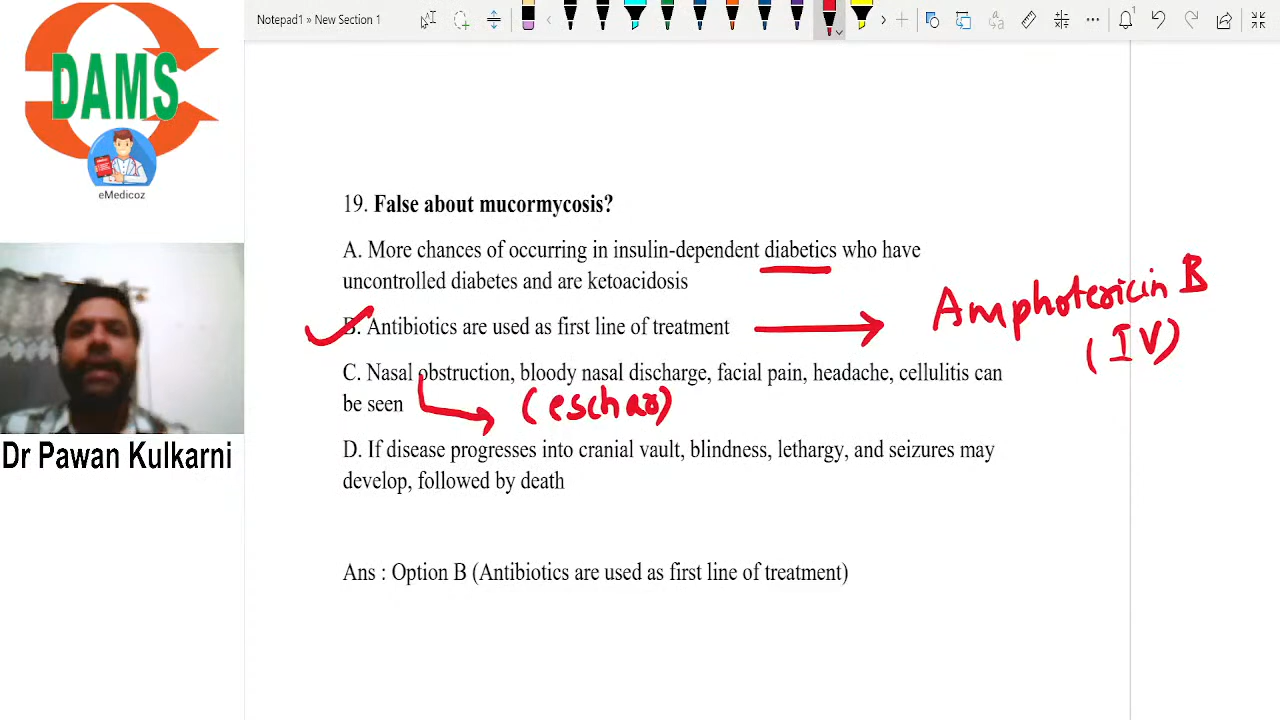 Notepad1 » New Section 1
DAMS
eMedicoz
Dr Pawan Kulkarni
19. False about mucormycosis?
A. More chances of occurring in insulin-dependent diabetics who have
uncontrolled diabetes and are ketoacidosis
B. Antibiotics are used as first line of treatment
Amphotericin B
(IV)
C. Nasal obstruction, bloody nasal discharge, facial pain, headache, cellulitis can
be seen
(eschar)
D. If disease progresses into cranial vault, blindness, lethargy, and seizures may
develop, followed by death
Ans : Option B (Antibiotics are used as first line of treatment)